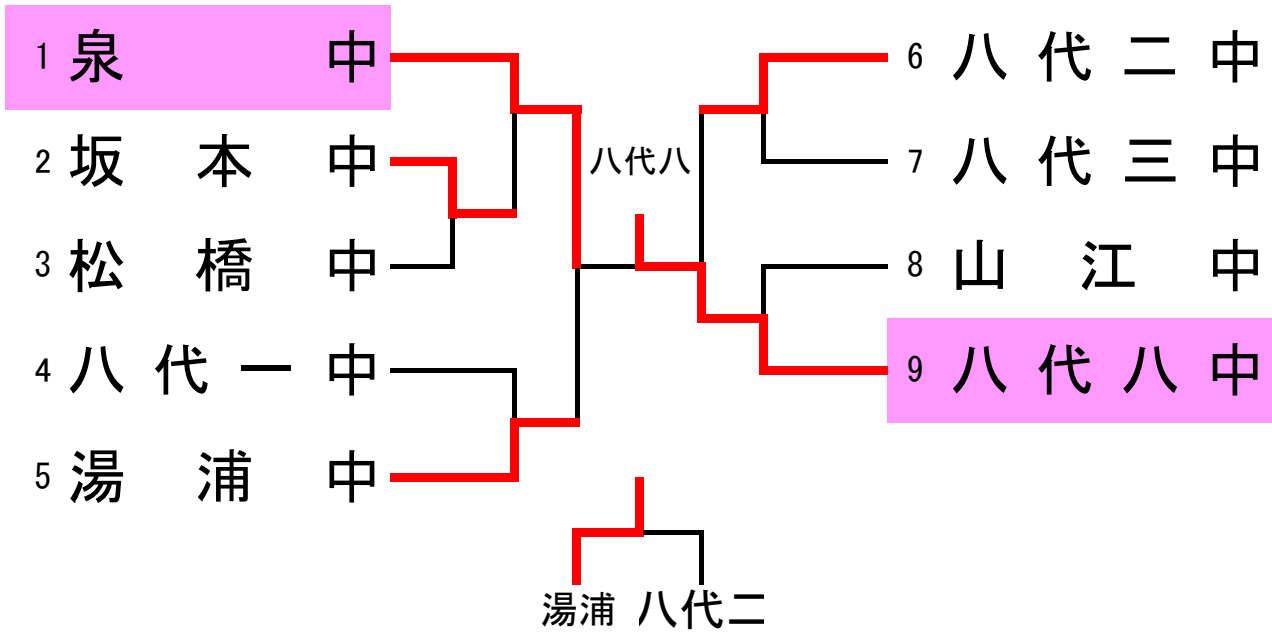 1 泉 中
2 坂 本 中
3 松 橋 中
4 八 代 一 中
5 湯 浦 中
八代八
6 八 代 二 中
7 八 代 三 中
8 山 江 中
9 八 代 八 中
湯浦 八代二